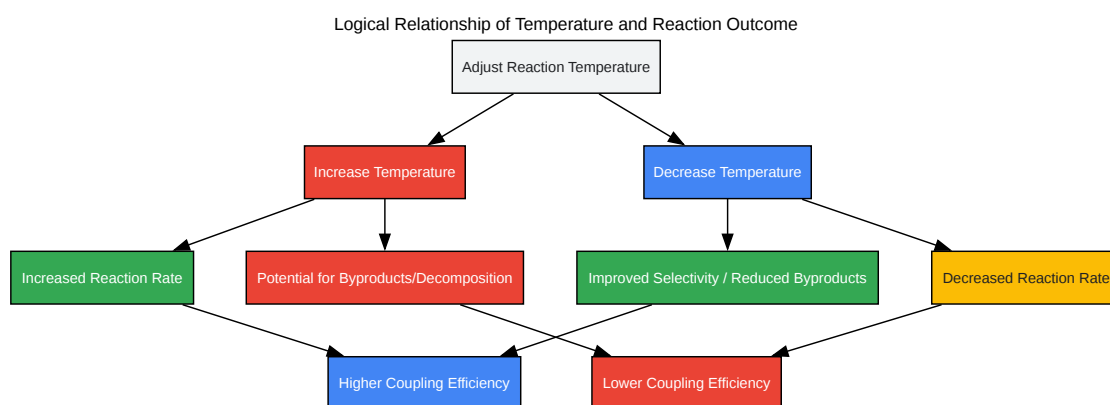 Logical Relationship of Temperature and Reaction Outcome
Adjust Reaction Temperature
Increase Temperature
Decrease Temperature
Increased Reaction Rate
Potential for Byproducts/Decomposition
Improved Selectivity / Reduced Byproducts
Decreased Reaction Rate
Higher Coupling Efficiency
Lower Coupling Efficiency